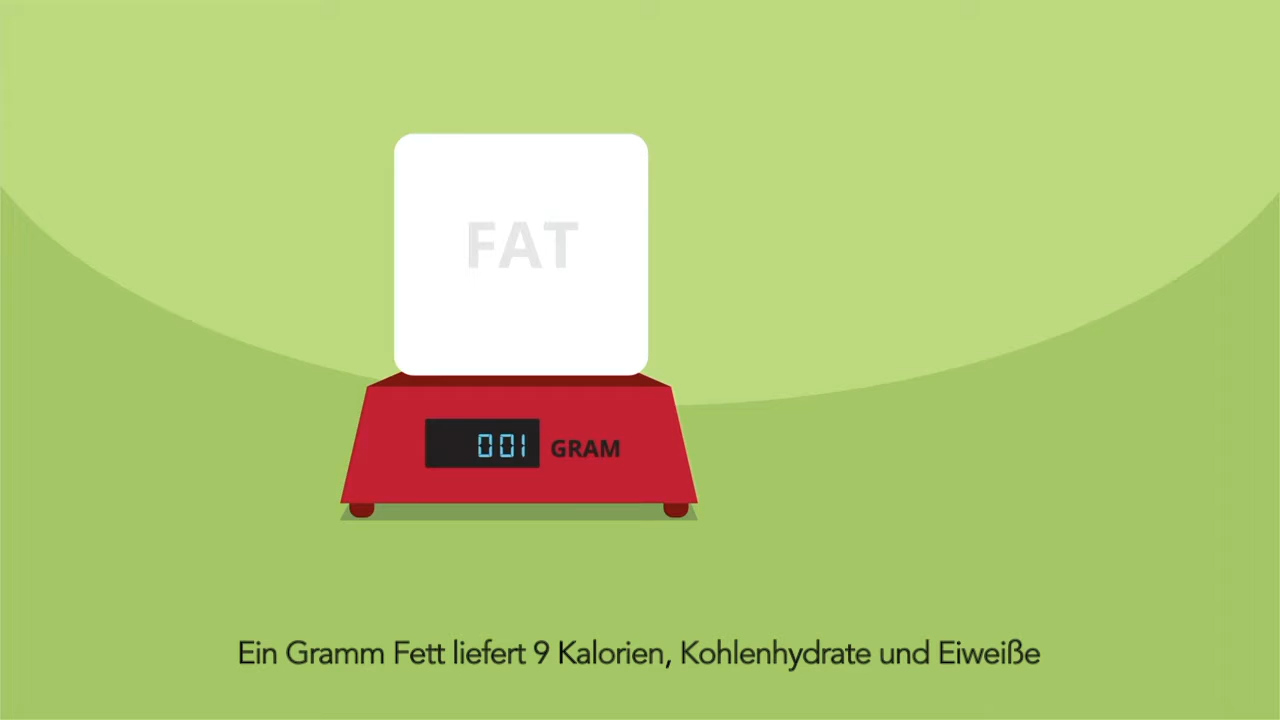 FAT
001 GRAM
Ein Gramm Fett liefert 9 Kalorien, Kohlenhydrate und Eiweiße